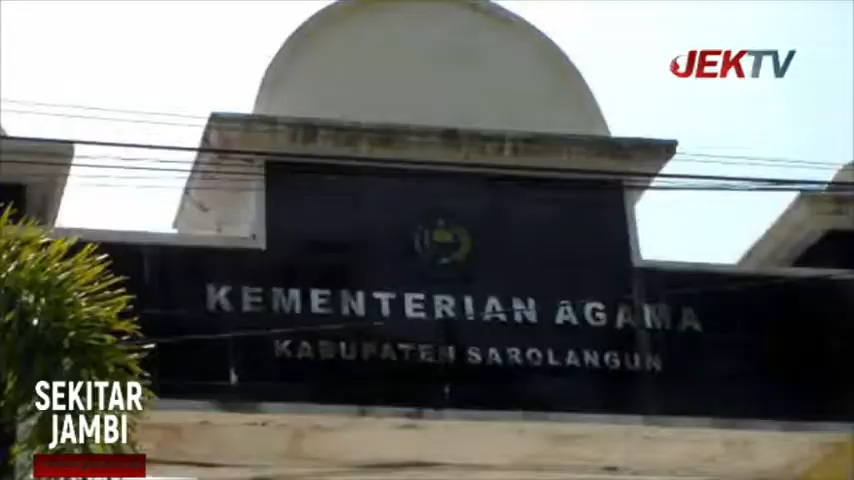 JEKTV
KEMENTERIAN AGAMA
KABUPATEN SAROLANGUN
SEKITAR
JAMBI